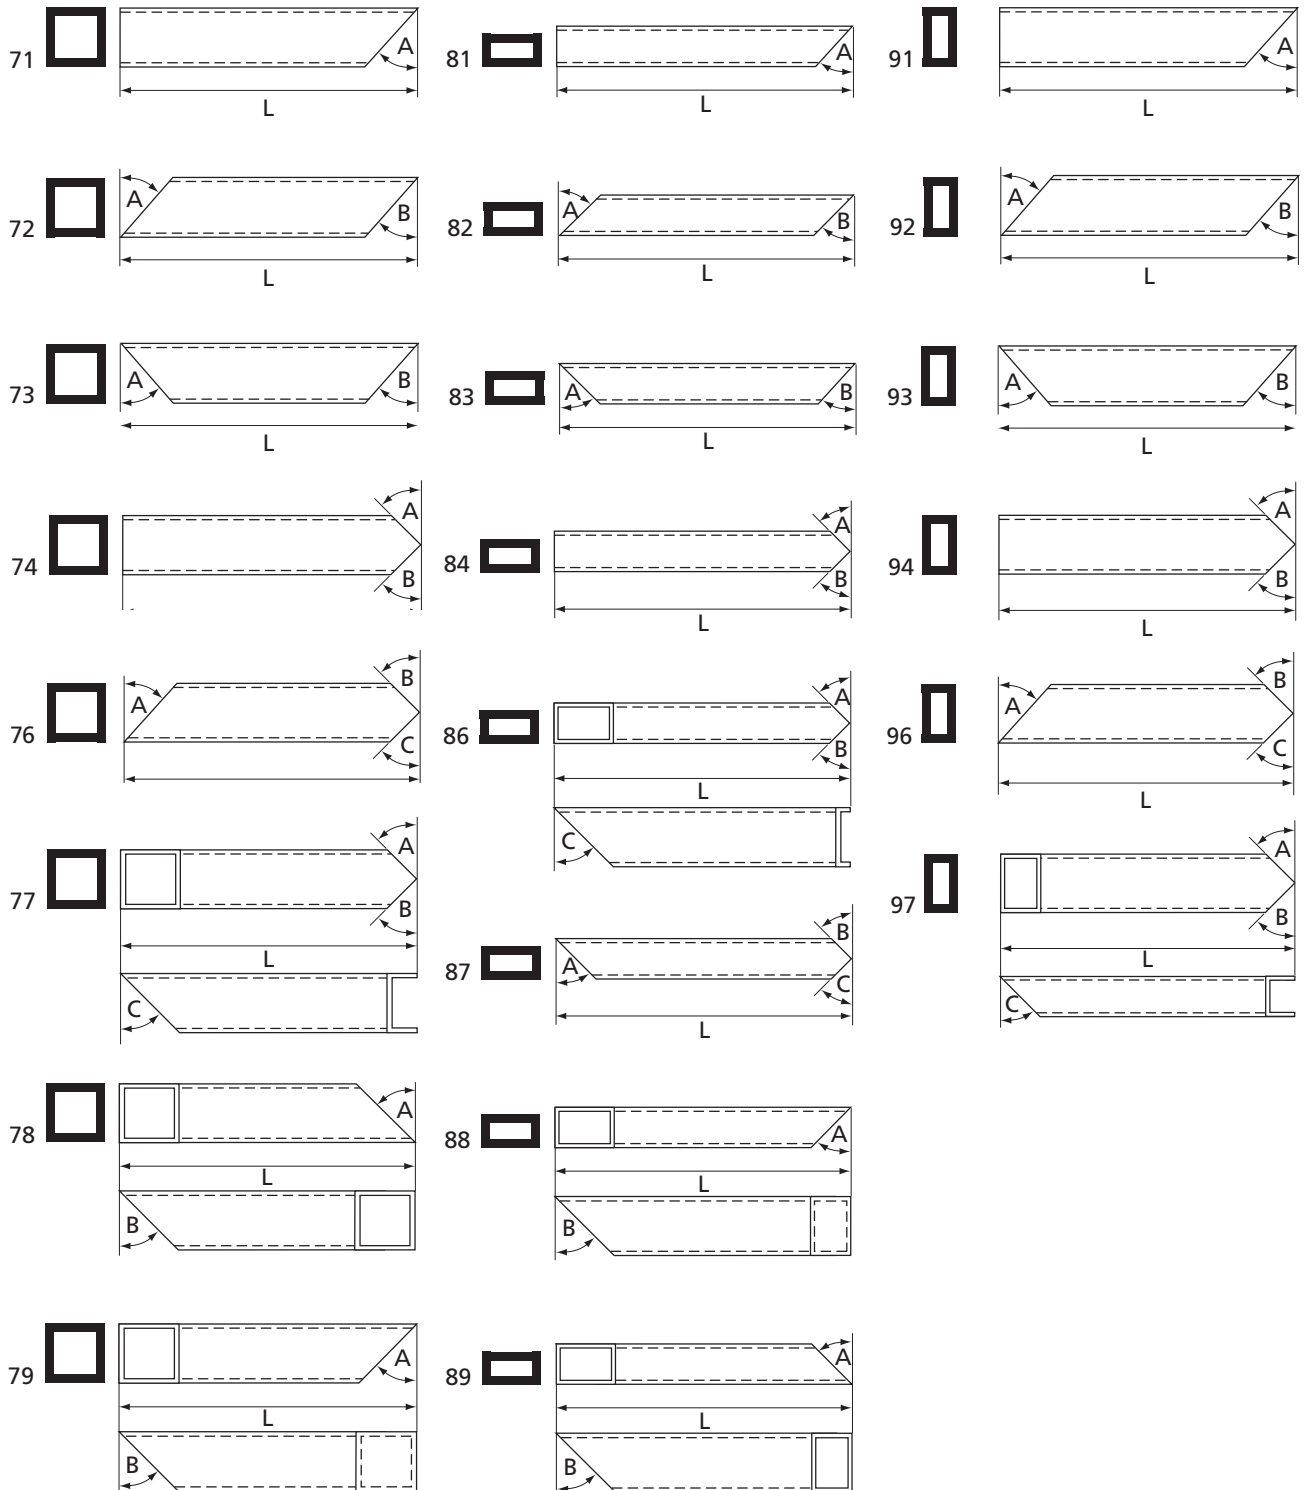 71 A L
81 A L
91 A L
72 A B L
82 A B L
92 A B L
73 A B L
83 A B L
93 A B L
74 A B
84 A B L
94 A B L
76 A B C
86 A B L C
96 A B C L
77 A B L C
87 A B C L
97 A B L C
78 A L B
88 A L B
79 A L B
89 A L B